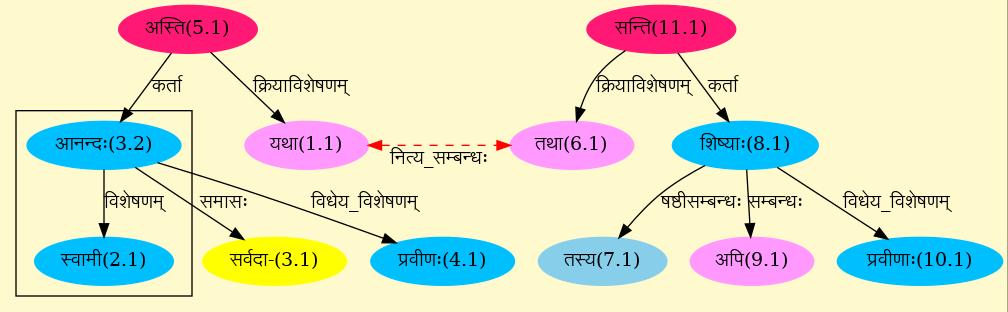 अस्ति(5.1) सन्ति(11.1)
कर्ता क्रियाविशेषणम् क्रियाविशेषणम् कर्ता
आनन्दः(3.2) यथा(1.1) नित्य_सम्बन्धः तथा(6.1) शिष्याः(8.1)
विशेषणम् समासः विधेय_विशेषणम् षष्ठीसम्बन्धः सम्बन्धः विधेय_विशेषणम्
स्वामी(2.1) सर्वदा-(3.1) प्रवीणः(4.1) तस्य(7.1) अपि(9.1) प्रवीणाः(10.1)